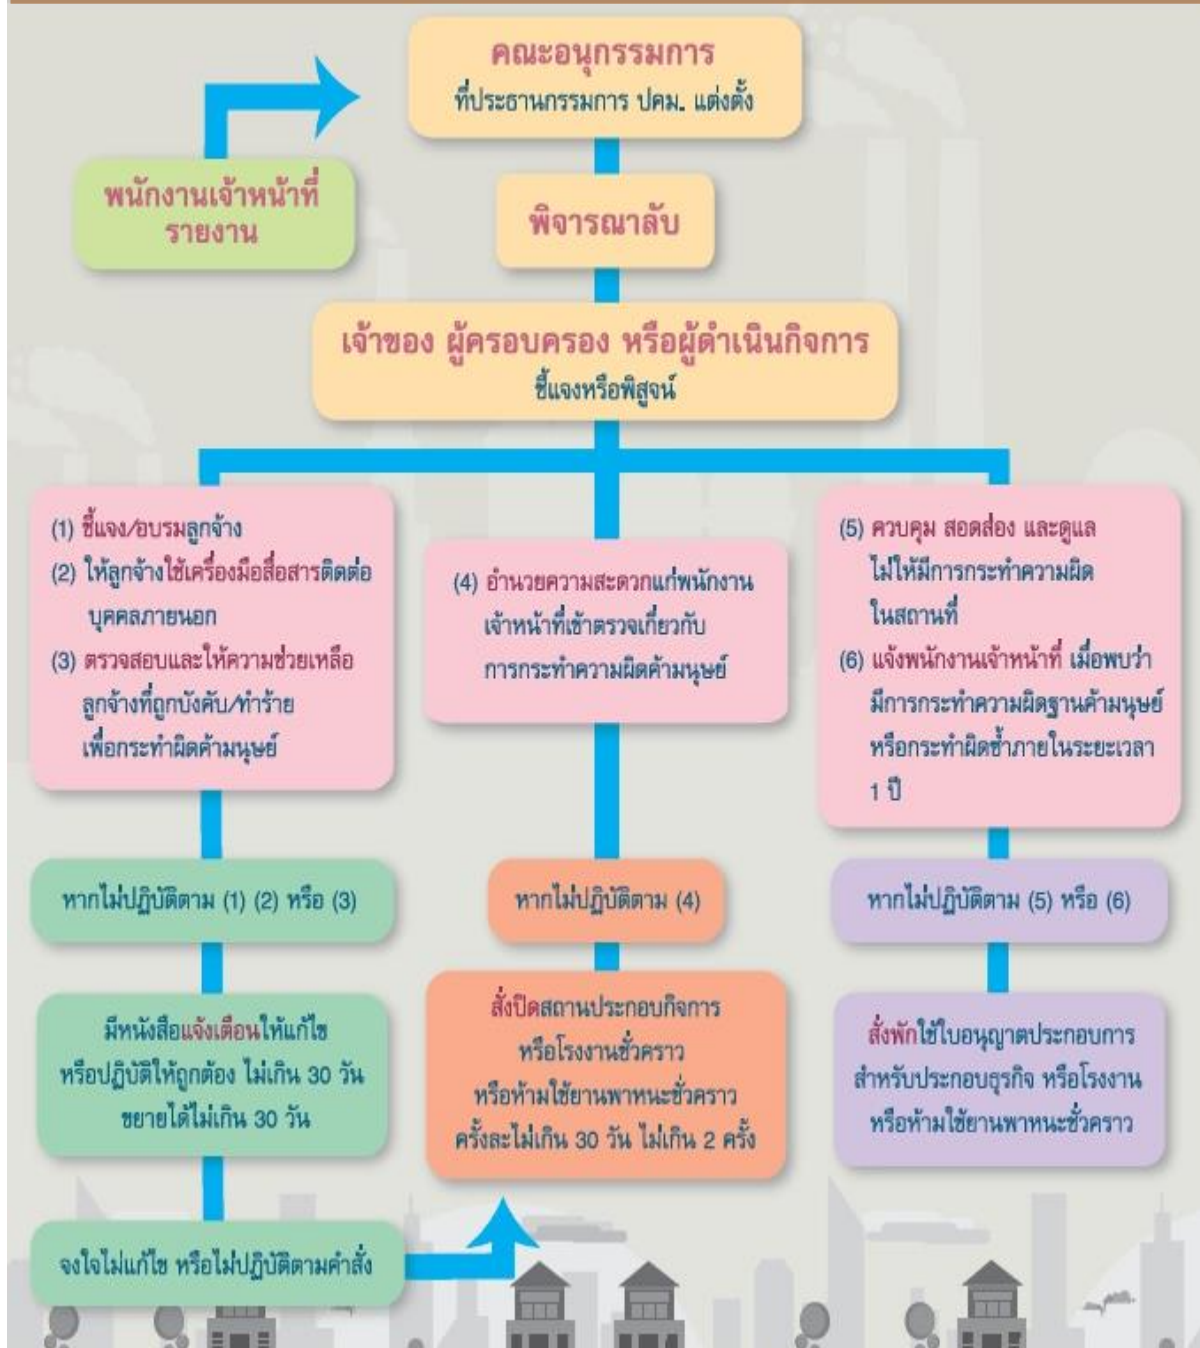 คณะอนุกรรมการ
ที่ประธานกรรมการ ปคม. แต่งตั้ง
พนักงานเจ้าหน้าที่
รายงาน
พิจารณาลับ
เจ้าของ ผู้ครอบครอง หรือผู้ดำเนินกิจการ
ชี้แจงหรือพิสูจน์
(1) ชี้แจง/อบรมลูกจ้าง
(2) ให้ลูกจ้างใช้เครื่องมือสื่อสารติดต่อ
บุคคลภายนอก
(3) ตรวจสอบและให้ความช่วยเหลือ
ลูกจ้างที่ถูกบังคับ/ทำร้าย
เพื่อกระทำผิดค้ามนุษย์
(4) อำนวยความสะดวกแก่พนักงาน
เจ้าหน้าที่เข้าตรวจเกี่ยวกับ
การกระทำความผิดค้ามนุษย์
(5) ควบคุม สอดส่อง และดูแล
ไม่ให้มีการกระทำความผิด
ในสถานที่
(6) แจ้งพนักงานเจ้าหน้าที่ เมื่อพบว่า
มีการกระทำความผิดฐานค้ามนุษย์
หรือกระทำผิดซ้ำภายในระยะเวลา
1 ปี
หากไม่ปฏิบัติตาม (1) (2) หรือ (3)
หากไม่ปฏิบัติตาม (4)
หากไม่ปฏิบัติตาม (5) หรือ (6)
มีหนังสือแจ้งเตือนให้แก้ไข
หรือปฏิบัติให้ถูกต้อง ไม่เกิน 30 วัน
ขยายได้ไม่เกิน 30 วัน
สั่งปิดสถานประกอบกิจการ
หรือโรงงานชั่วคราว
หรือห้ามใช้ยานพาหนะชั่วคราว
ครั้งละไม่เกิน 30 วัน ไม่เกิน 2 ครั้ง
สั่งพักใช้ใบอนุญาตประกอบการ
สำหรับประกอบธุรกิจ หรือโรงงาน
หรือห้ามใช้ยานพาหนะชั่วคราว
จงใจไม่แก้ไข หรือไม่ปฏิบัติตามคำสั่ง